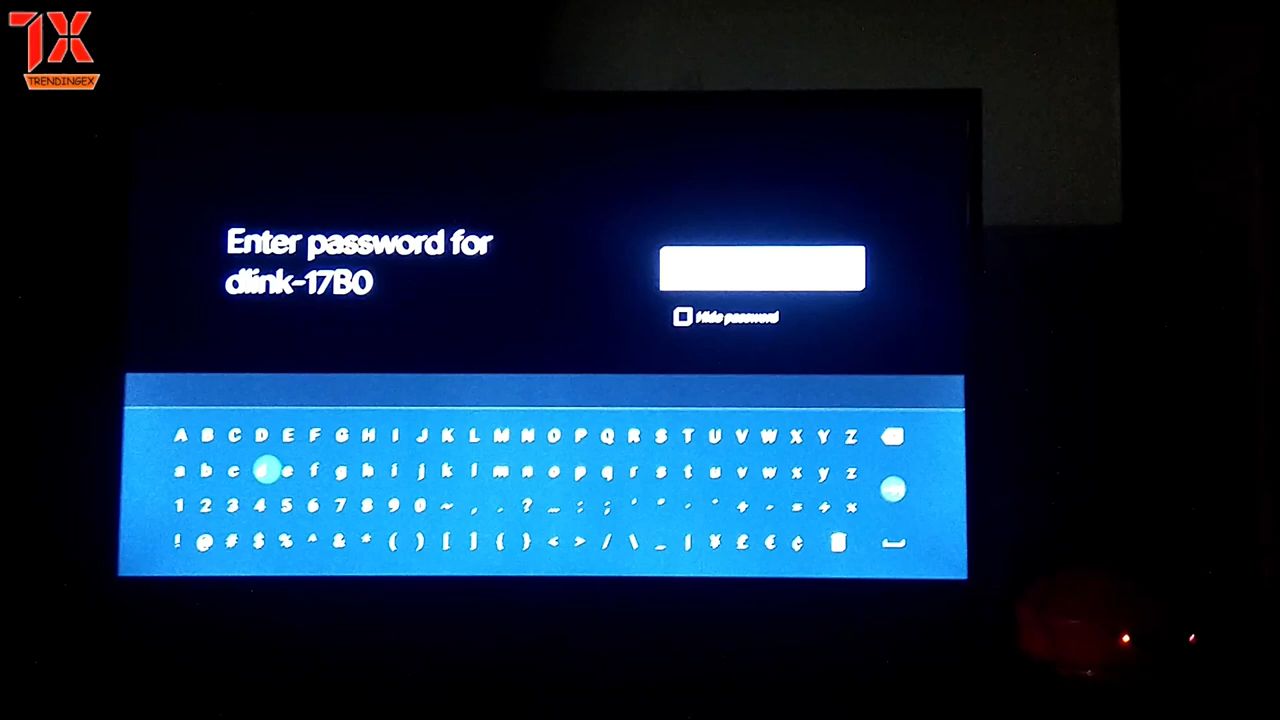 TX
TRENDINGEX
Enter password for
dlink-17B0
Hide password
A B C D E F G H I J K L M N O P Q R S T U V W X Y Z
a b c d e f g h i j k l m n o p q r s t u v w x y z
1 2 3 4 5 6 7 8 9 0 ~ , . ?
! @ # $ % ^ & * ( ) [ ] { } < > / \ _ | ¥ £ € ¢